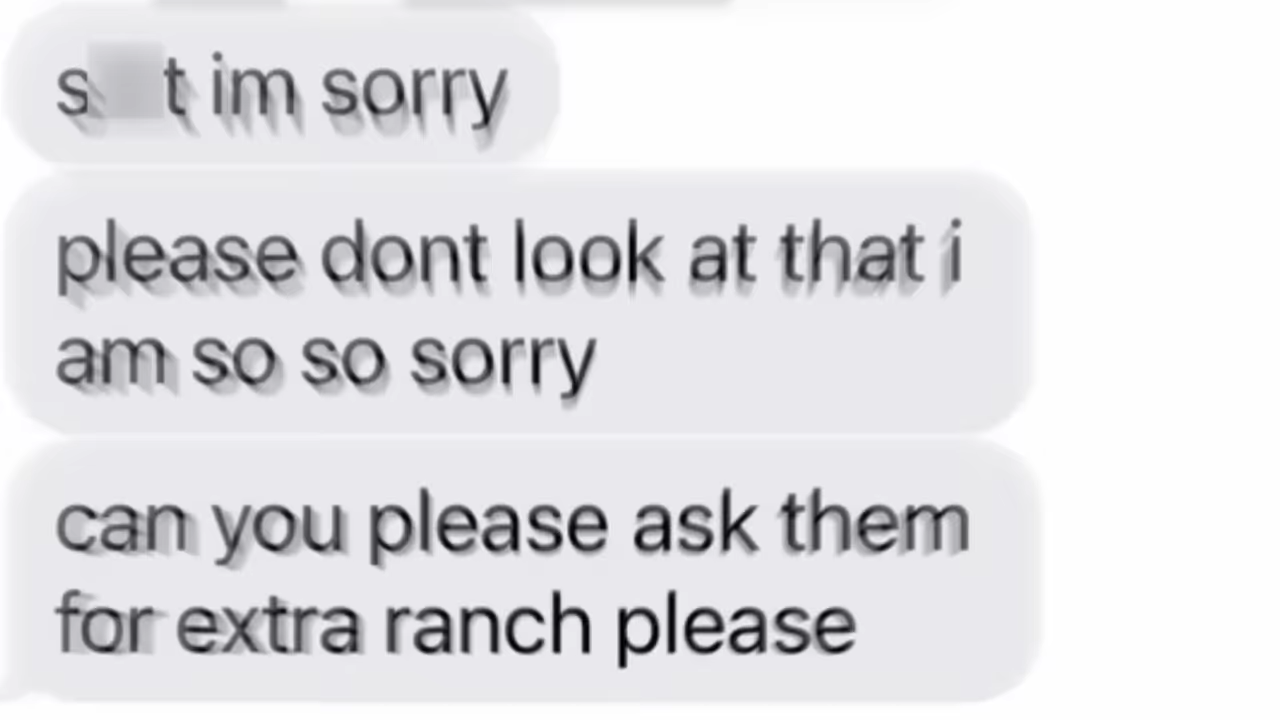 im sorry
please dont look at that i
am so so sorry
can you please ask them
for extra ranch please